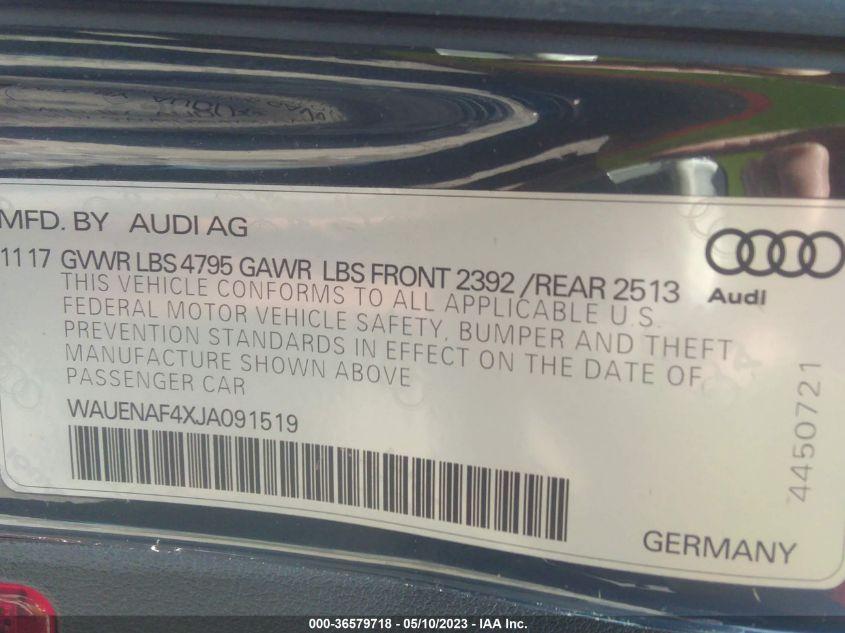 MFD. BY AUDI AG
11 17 GVWR LBS 4795 GAWR LBS FRONT 2392 /REAR 2513
THIS VEHICLE CONFORMS TO ALL APPLICABLE U.S.
FEDERAL MOTOR VEHICLE SAFETY, BUMPER AND THEFT
PREVENTION STANDARDS IN EFFECT ON THE DATE OF
MANUFACTURE SHOWN ABOVE
PASSENGER CAR
WAUENAF4XJA091519
Audi
4450721
GERMANY
000-36579718 - 05/10/2023 - IAA Inc.